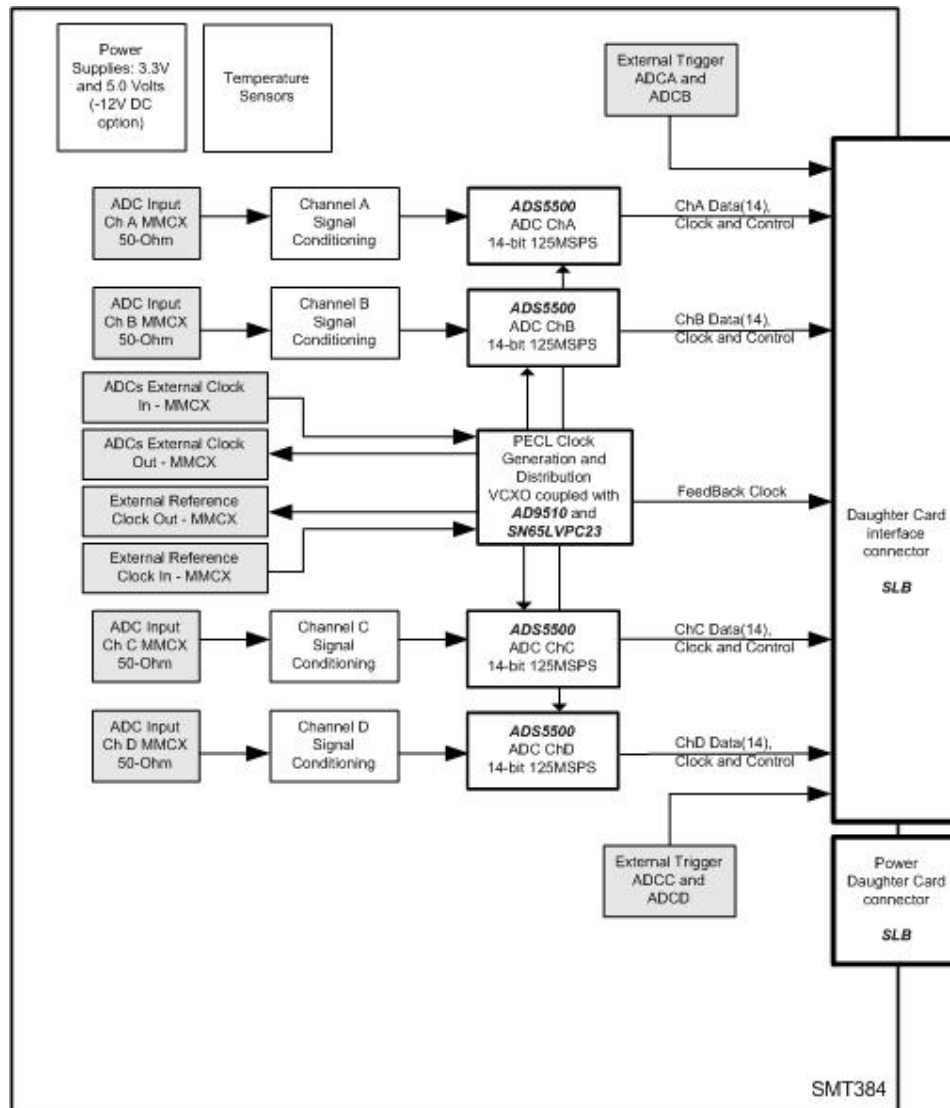 Power
Supplies: 3.3V
and 5.0 Volts
(-12V DC
option)
Temperature
Sensors
External Trigger
ADCA and
ADCB
ADC Input
Ch A MMCX
50-Ohm
Channel A
Signal
Conditioning
ADS5500
ADC ChA
14-bit 125MSPS
ChA Data(14),
Clock and Control
ADC Input
Ch B MMCX
50-Ohm
Channel B
Signal
Conditioning
ADS5500
ADC ChB
14-bit 125MSPS
ChB Data(14),
Clock and Control
ADCs External Clock
In - MMCX
ADCs External Clock
Out - MMCX
External Reference
Clock Out - MMCX
External Reference
Clock In - MMCX
PECL Clock
Generation and
Distribution
VCXO coupled with
AD9510 and
SN65LVPC23
FeedBack Clock
Daughter Card
interface
connector
SLB
ADC Input
Ch C MMCX
50-Ohm
Channel C
Signal
Conditioning
ADS5500
ADC ChC
14-bit 125MSPS
ChC Data(14),
Clock and Control
ADC Input
Ch D MMCX
50-Ohm
Channel D
Signal
Conditioning
ADS5500
ADC ChD
14-bit 125MSPS
ChD Data(14),
Clock and Control
External Trigger
ADCC and
ADCD
Power
Daughter Card
connector
SLB
SMT384